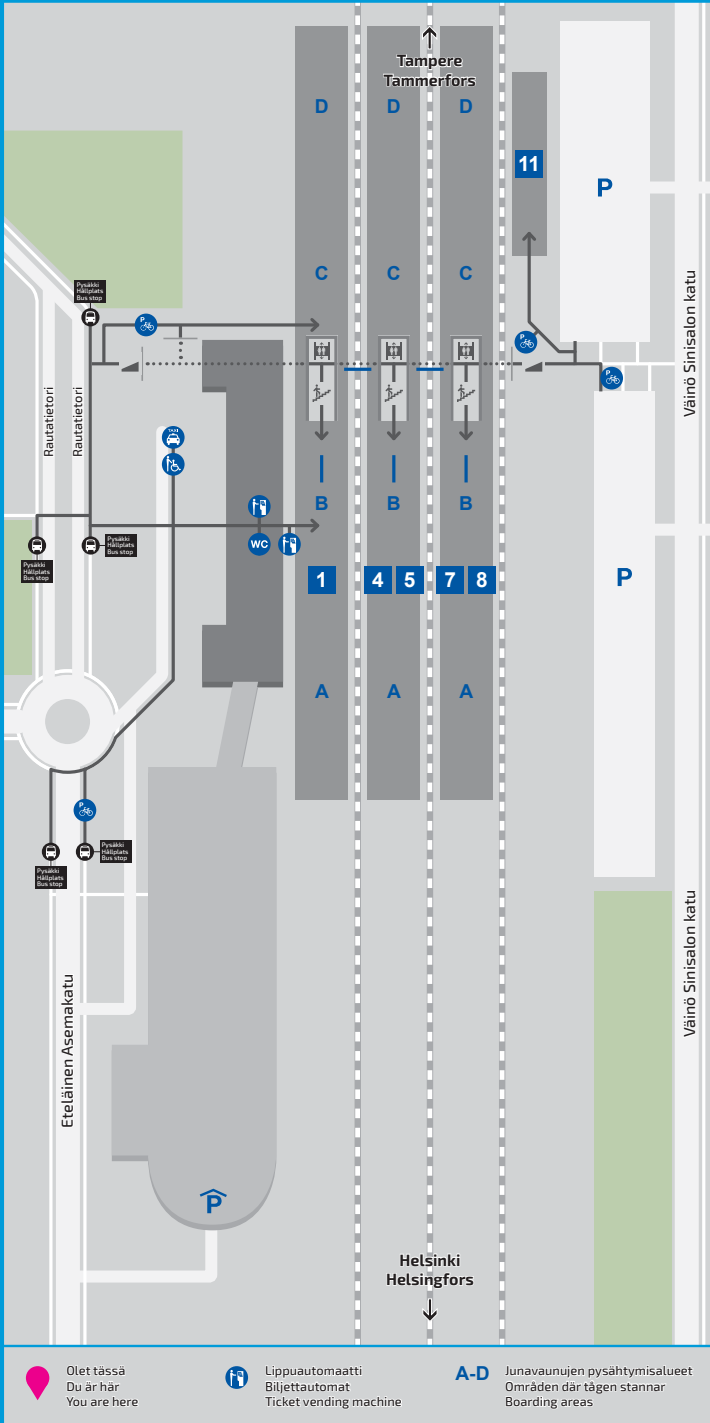 Tampere
Tammerfors
D
D
D
11
P
C
C
C
Pysäkki
Hållplats
Bus stop
P
P
P
Väinö Sinisalon katu
Rautatietori
Rautatietori
TAXI
B
B
B
WC
Pysäkki
Hållplats
Bus stop
Pysäkki
Hållplats
Bus stop
1
4
5
7
8
P
A
A
A
P
Pysäkki
Hållplats
Bus stop
Pysäkki
Hållplats
Bus stop
Väinö Sinisalon katu
Eteläinen Asemakatu
P
Helsinki
Helsingfors
Olet tässä
Du är här
You are here
Lippuautomaatti
Biljettautomat
Ticket vending machine
A-D
Junavaunujen pysähtymisalueet
Områden där tågen stannar
Boarding areas